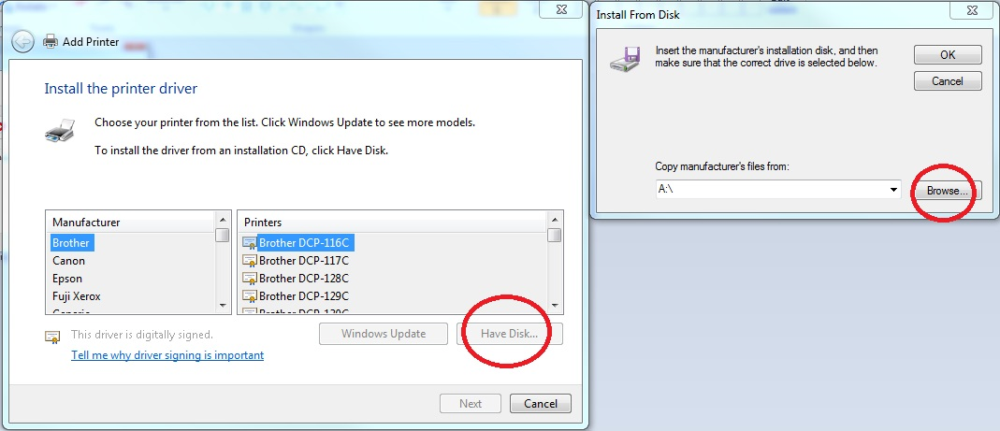 Add Printer
Install the printer driver
Choose your printer from the list. Click Windows Update to see more models.
To install the driver from an installation CD, click Have Disk.
Manufacturer
Brother
Canon
Epson
Fuji Xerox
Generic
Printers
Brother DCP-116C
Brother DCP-117C
Brother DCP-128C
Brother DCP-129C
Brother DCP-130C
This driver is digitally signed.
Tell me why driver signing is important
Windows Update
Have Disk...
Next
Cancel
Install From Disk
Insert the manufacturer's installation disk, and then
make sure that the correct drive is selected below.
OK
Cancel
Copy manufacturer's files from:
A:\
Browse...